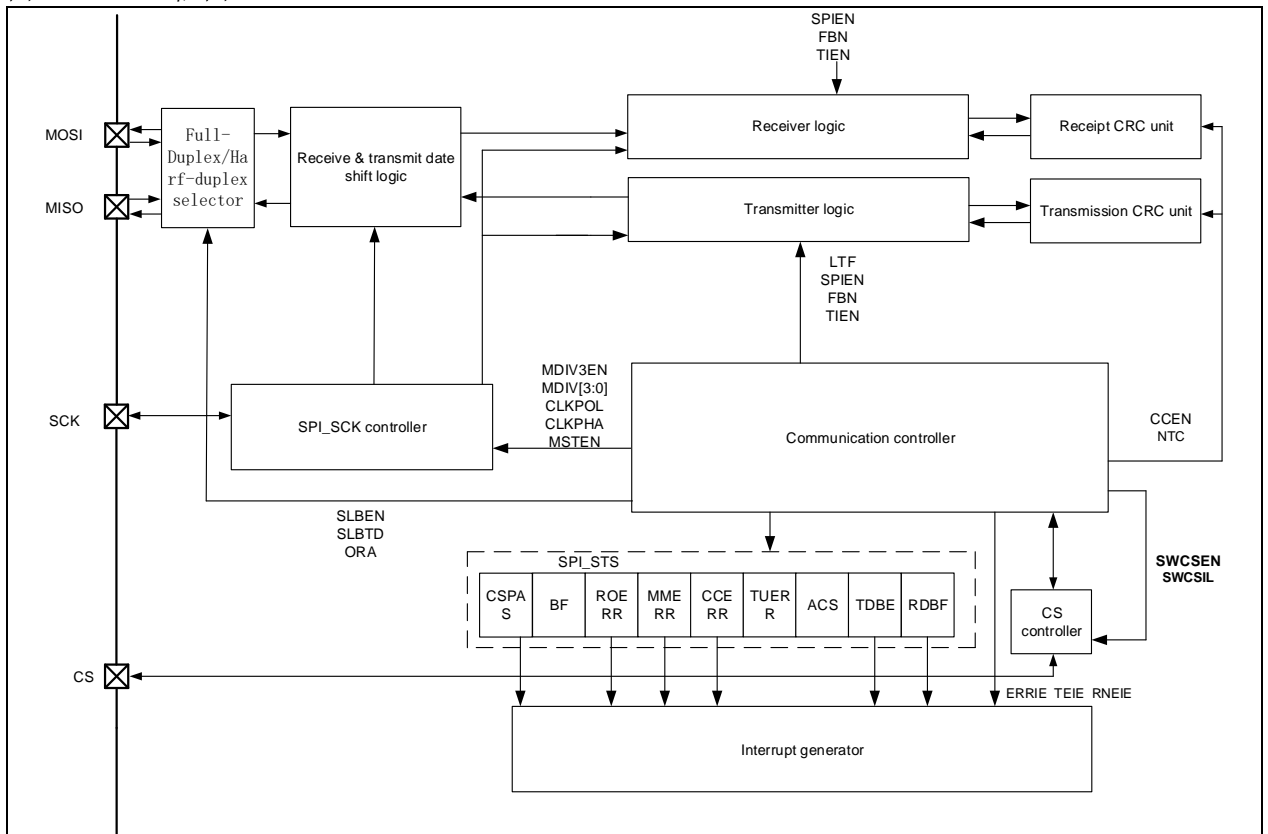 SPIEN
FBN
TIEN
MOSI
Full-
Duplex/Ha
rf-duplex
selector
Receive & transmit date
shift logic
Receiver logic
Receipt CRC unit
MISO
Transmitter logic
Transmission CRC unit
LTF
SPIEN
FBN
TIEN
MDIV3EN
MDIV[3:0]
CLKPOL
CLKPHA
MSTEN
SCK
SPI_SCK controller
Communication controller
CCEN
NTC
SLBEN
SLBTD
ORA
SWCSEN
SWCSIL
SPI_STS
CSPA
S
BF
ROE
RR
MME
RR
CCE
RR
TUER
R
ACS
TDBE
RDBF
CS
controller
CS
ERRIE TEIE RNEIE
Interrupt generator